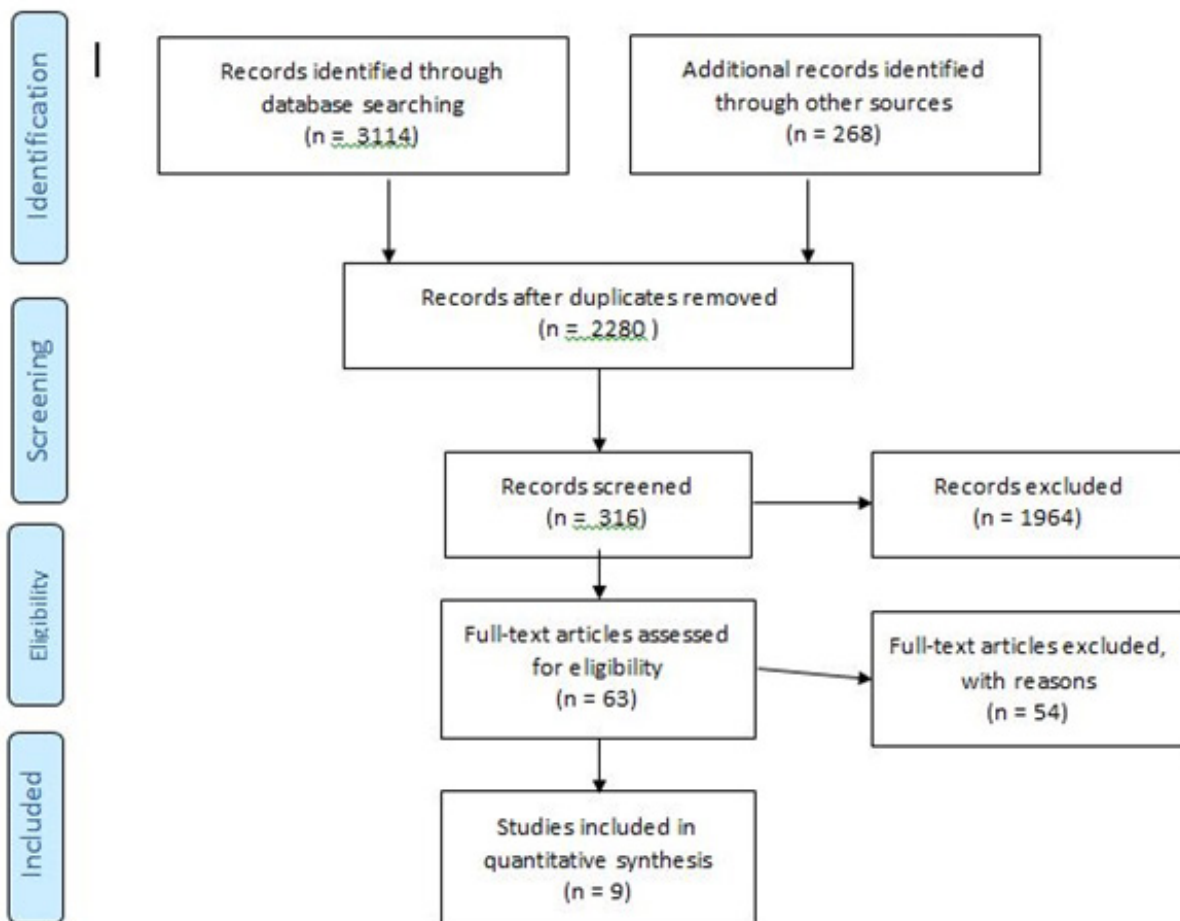 Identification
Records identified through
database searching
(n = 3114)
Additional records identified
through other sources
(n = 268)
Records after duplicates removed
(n = 2280 )
Screening
Records screened
(n = 316)
Records excluded
(n = 1964)
Eligibility
Full-text articles assessed
for eligibility
(n = 63)
Full-text articles excluded,
with reasons
(n = 54)
Included
Studies included in
quantitative synthesis
(n = 9)